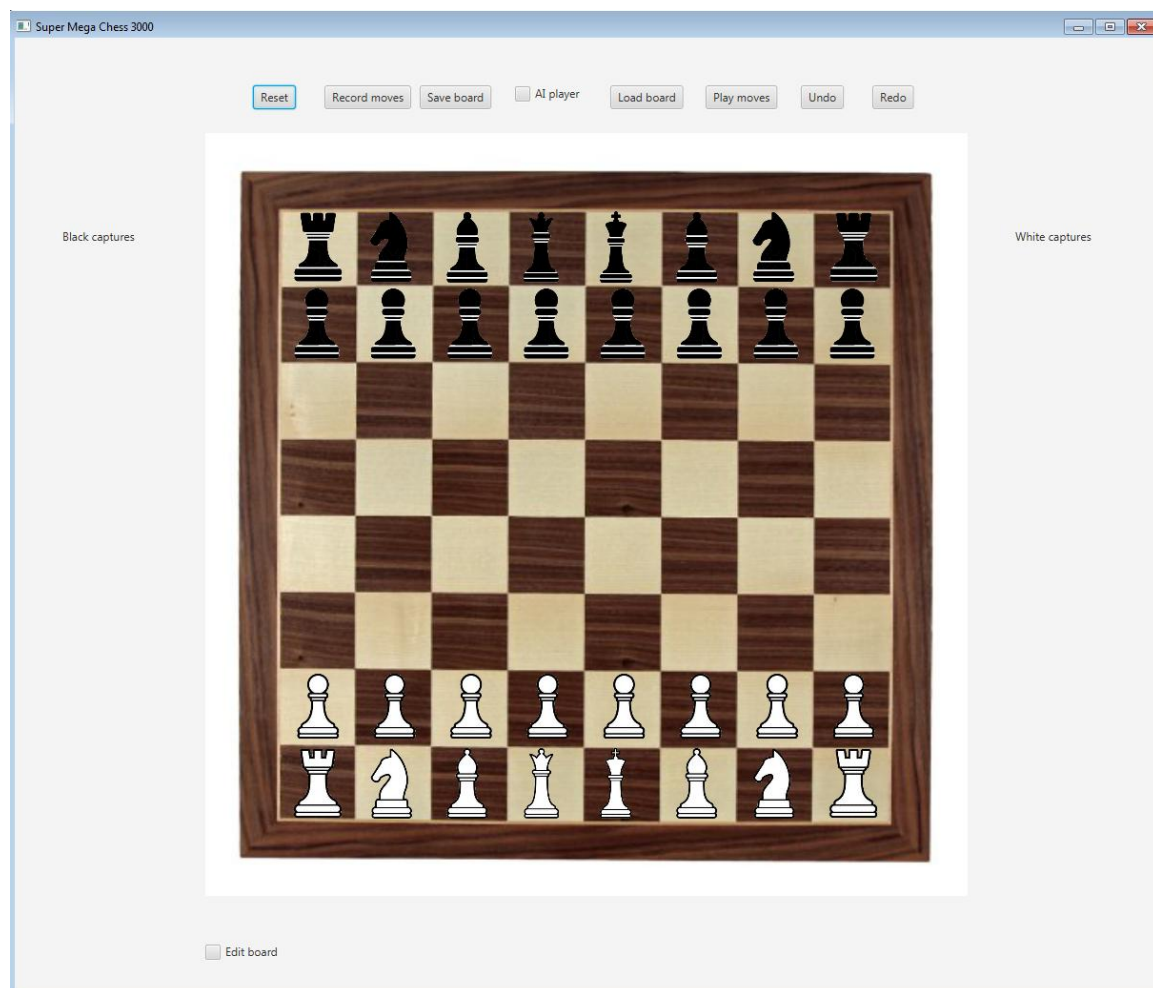 Super Mega Chess 3000
Reset
Record moves
Save board
AI player
Load board
Play moves
Undo
Redo
Black captures
White captures
Edit board